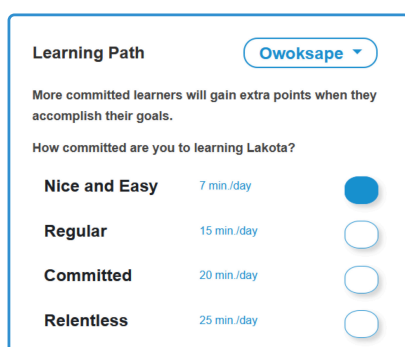 Learning Path
Owoksape
More committed learners will gain extra points when they
accomplish their goals.
How committed are you to learning Lakota?
Nice and Easy 7 min./day
Regular 15 min./day
Committed 20 min./day
Relentless 25 min./day